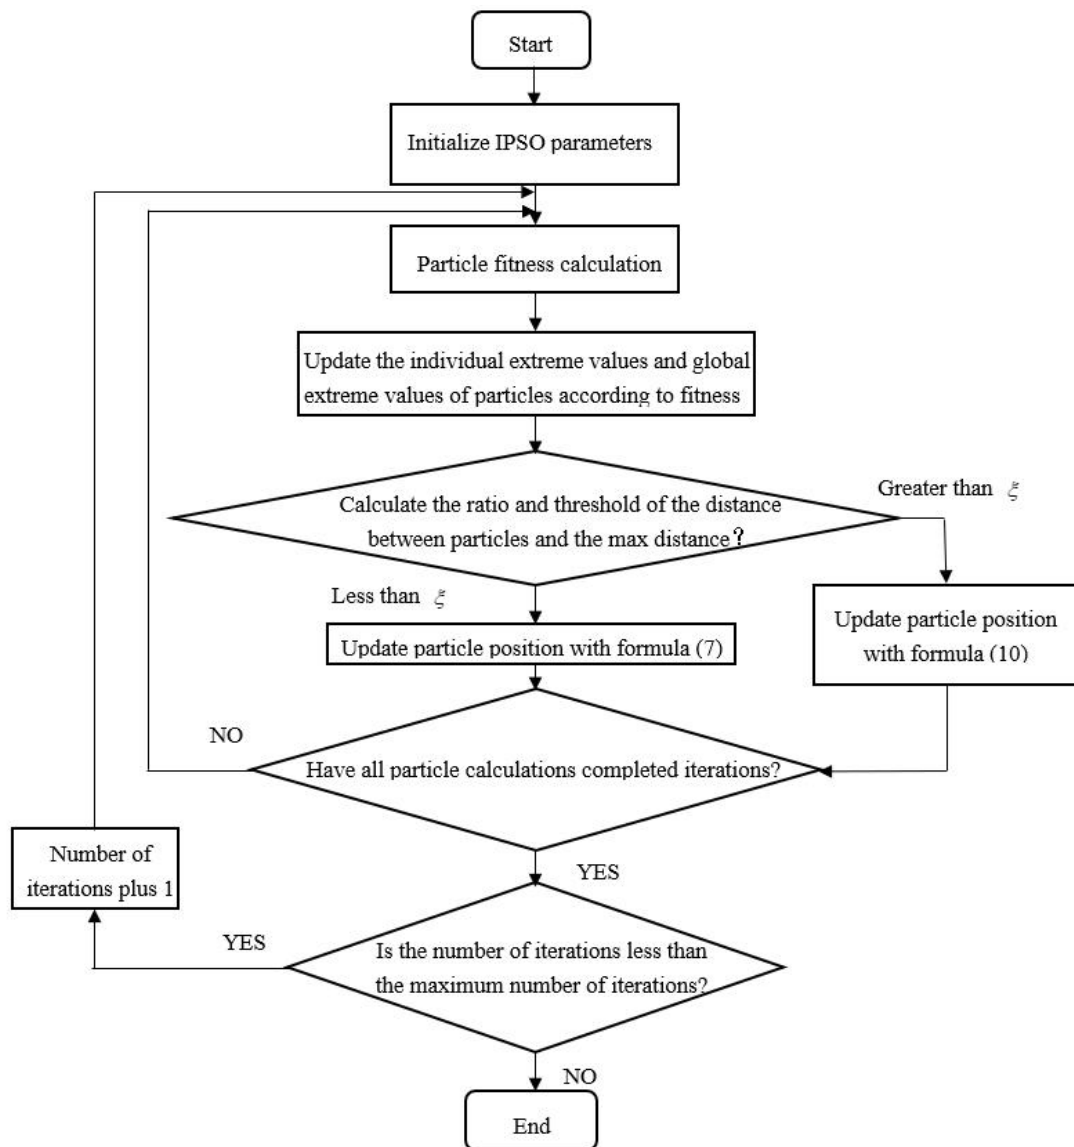 Start
Initialize IPSO parameters
Particle fitness calculation
Update the individual extreme values and global
extreme values of particles according to fitness
Calculate the ratio and threshold of the distance
between particles and the max distance?
Greater than ξ
Less than ξ
Update particle position with formula (7)
Update particle position
with formula (10)
NO
Have all particle calculations completed iterations?
Number of
iterations plus 1
YES
YES
Is the number of iterations less than
the maximum number of iterations?
NO
End